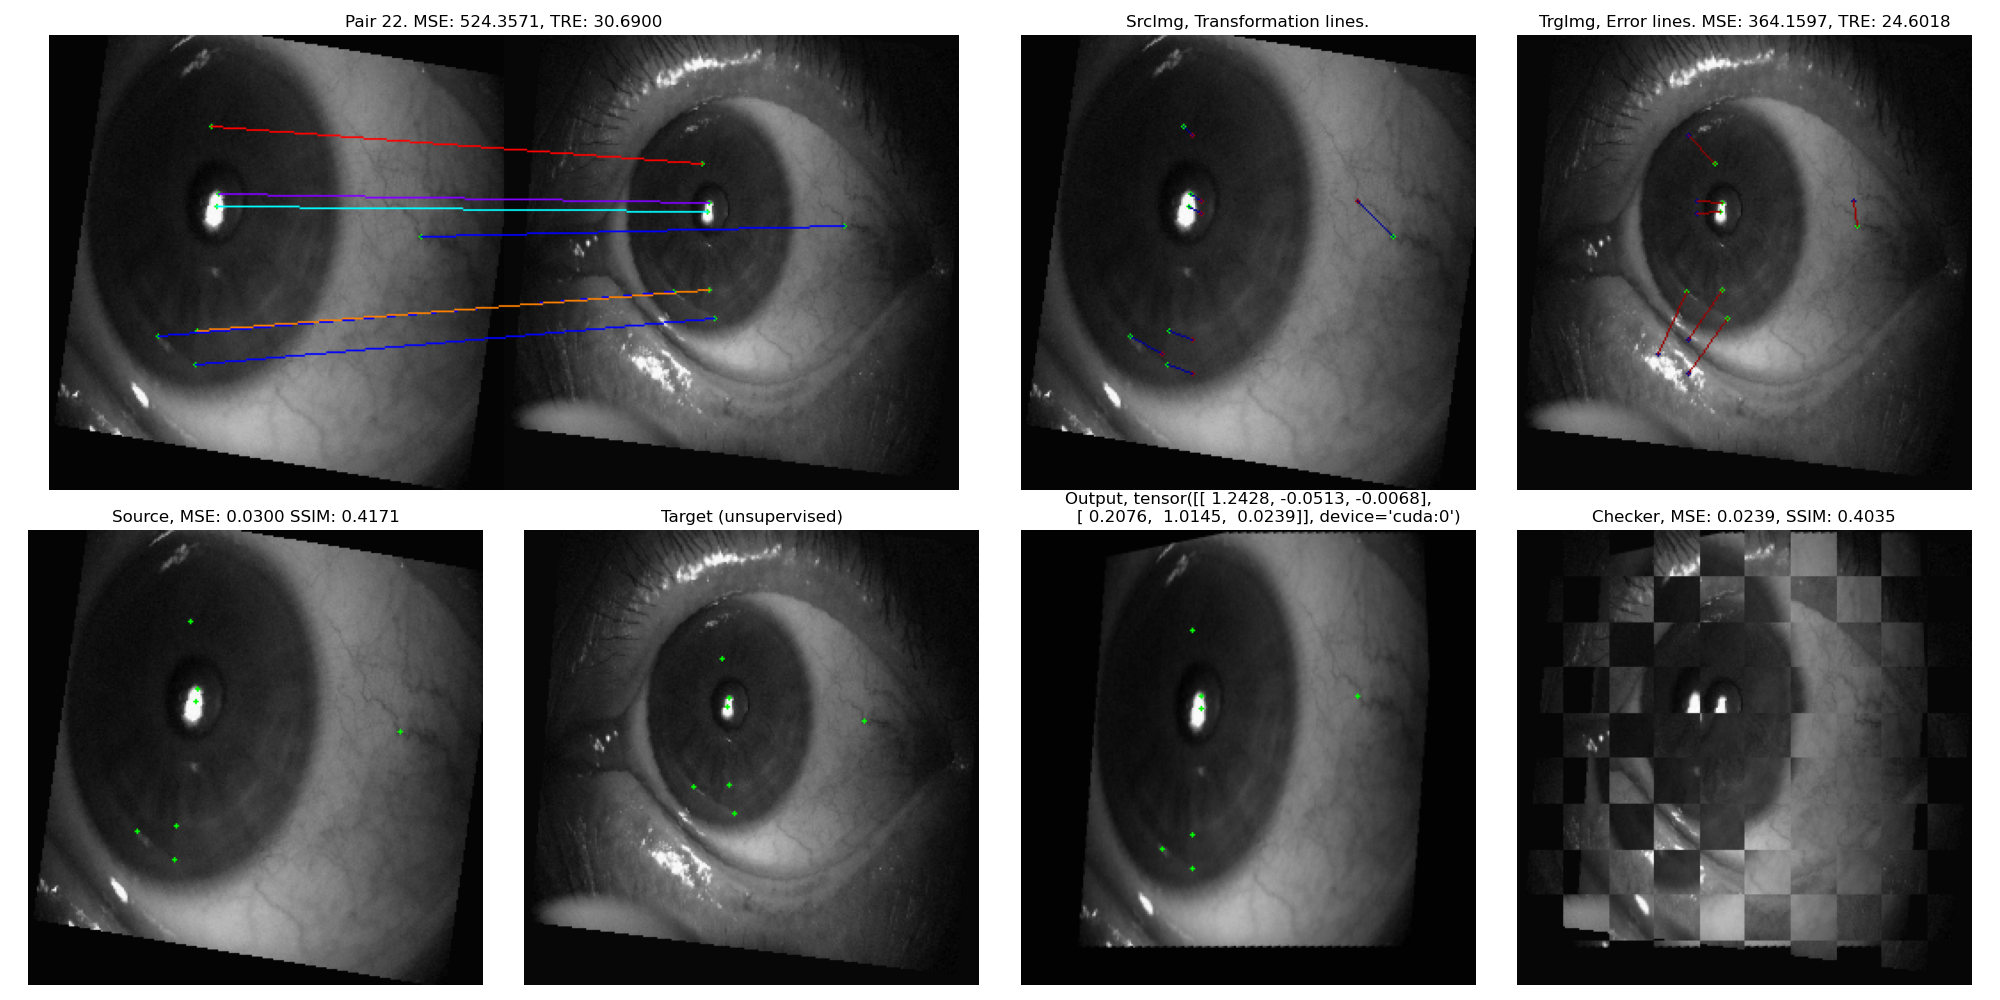 Pair 22. MSE: 524.3571, TRE: 30.6900
SrcImg, Transformation lines.
TrgImg, Error lines. MSE: 364.1597, TRE: 24.6018
Source, MSE: 0.0300 SSIM: 0.4171
Target (unsupervised)
Output, tensor([[ 1.2428, -0.0513, -0.0068],
[ 0.2076,  1.0145,  0.0239]], device='cuda:0')
Checker, MSE: 0.0239, SSIM: 0.4035